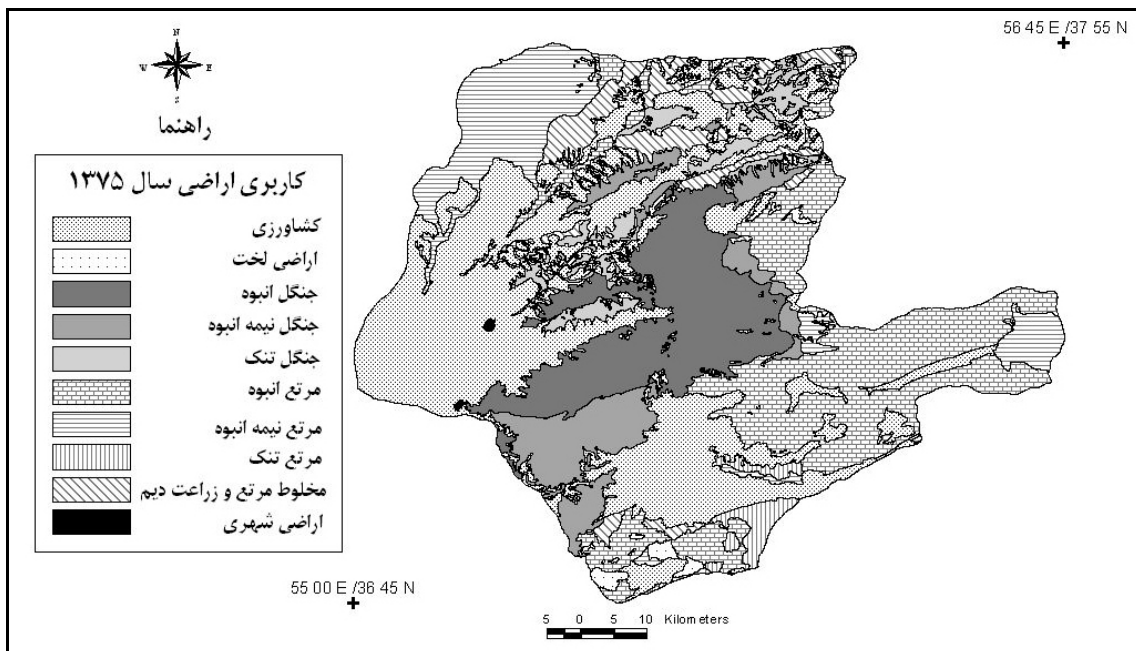 56 45 E /37 55 N
N
W E
S
راهنما
کاربری اراضی سال ۱۳۷۵
کشاورزی
اراضی لخت
جنگل انبوه
جنگل نیمه انبوه
جنگل تنک
مرتع انبوه
مرتع نیمه انبوه
مرتع تنک
مخلوط مرتع و زراعت دیم
اراضی شهری
55 00 E /36 45 N
5 0 5 10 Kilometers